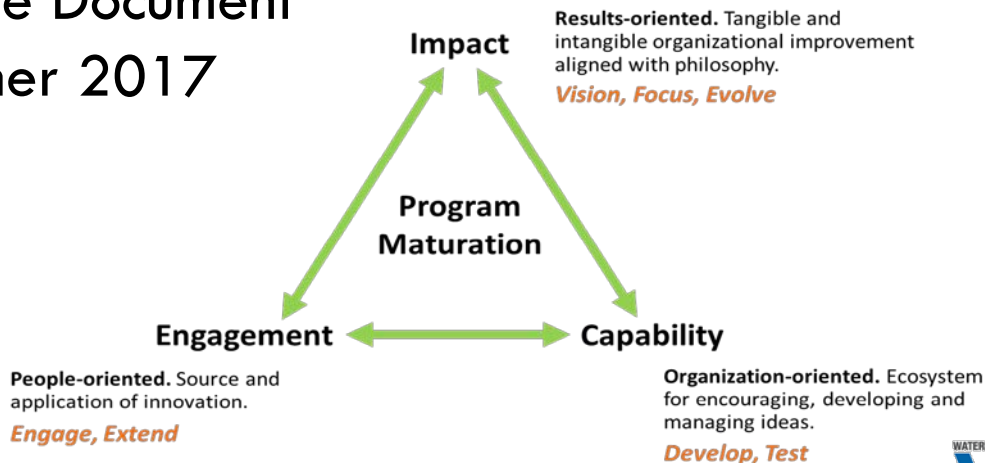 e Document
er 2017
Impact
Results-oriented. Tangible and
intangible organizational improvement
aligned with philosophy.
Vision, Focus, Evolve
Program
Maturation
Engagement
Capability
People-oriented. Source and
application of innovation.
Engage, Extend
Organization-oriented. Ecosystem
for encouraging, developing and
managing ideas.
Develop, Test
WATER